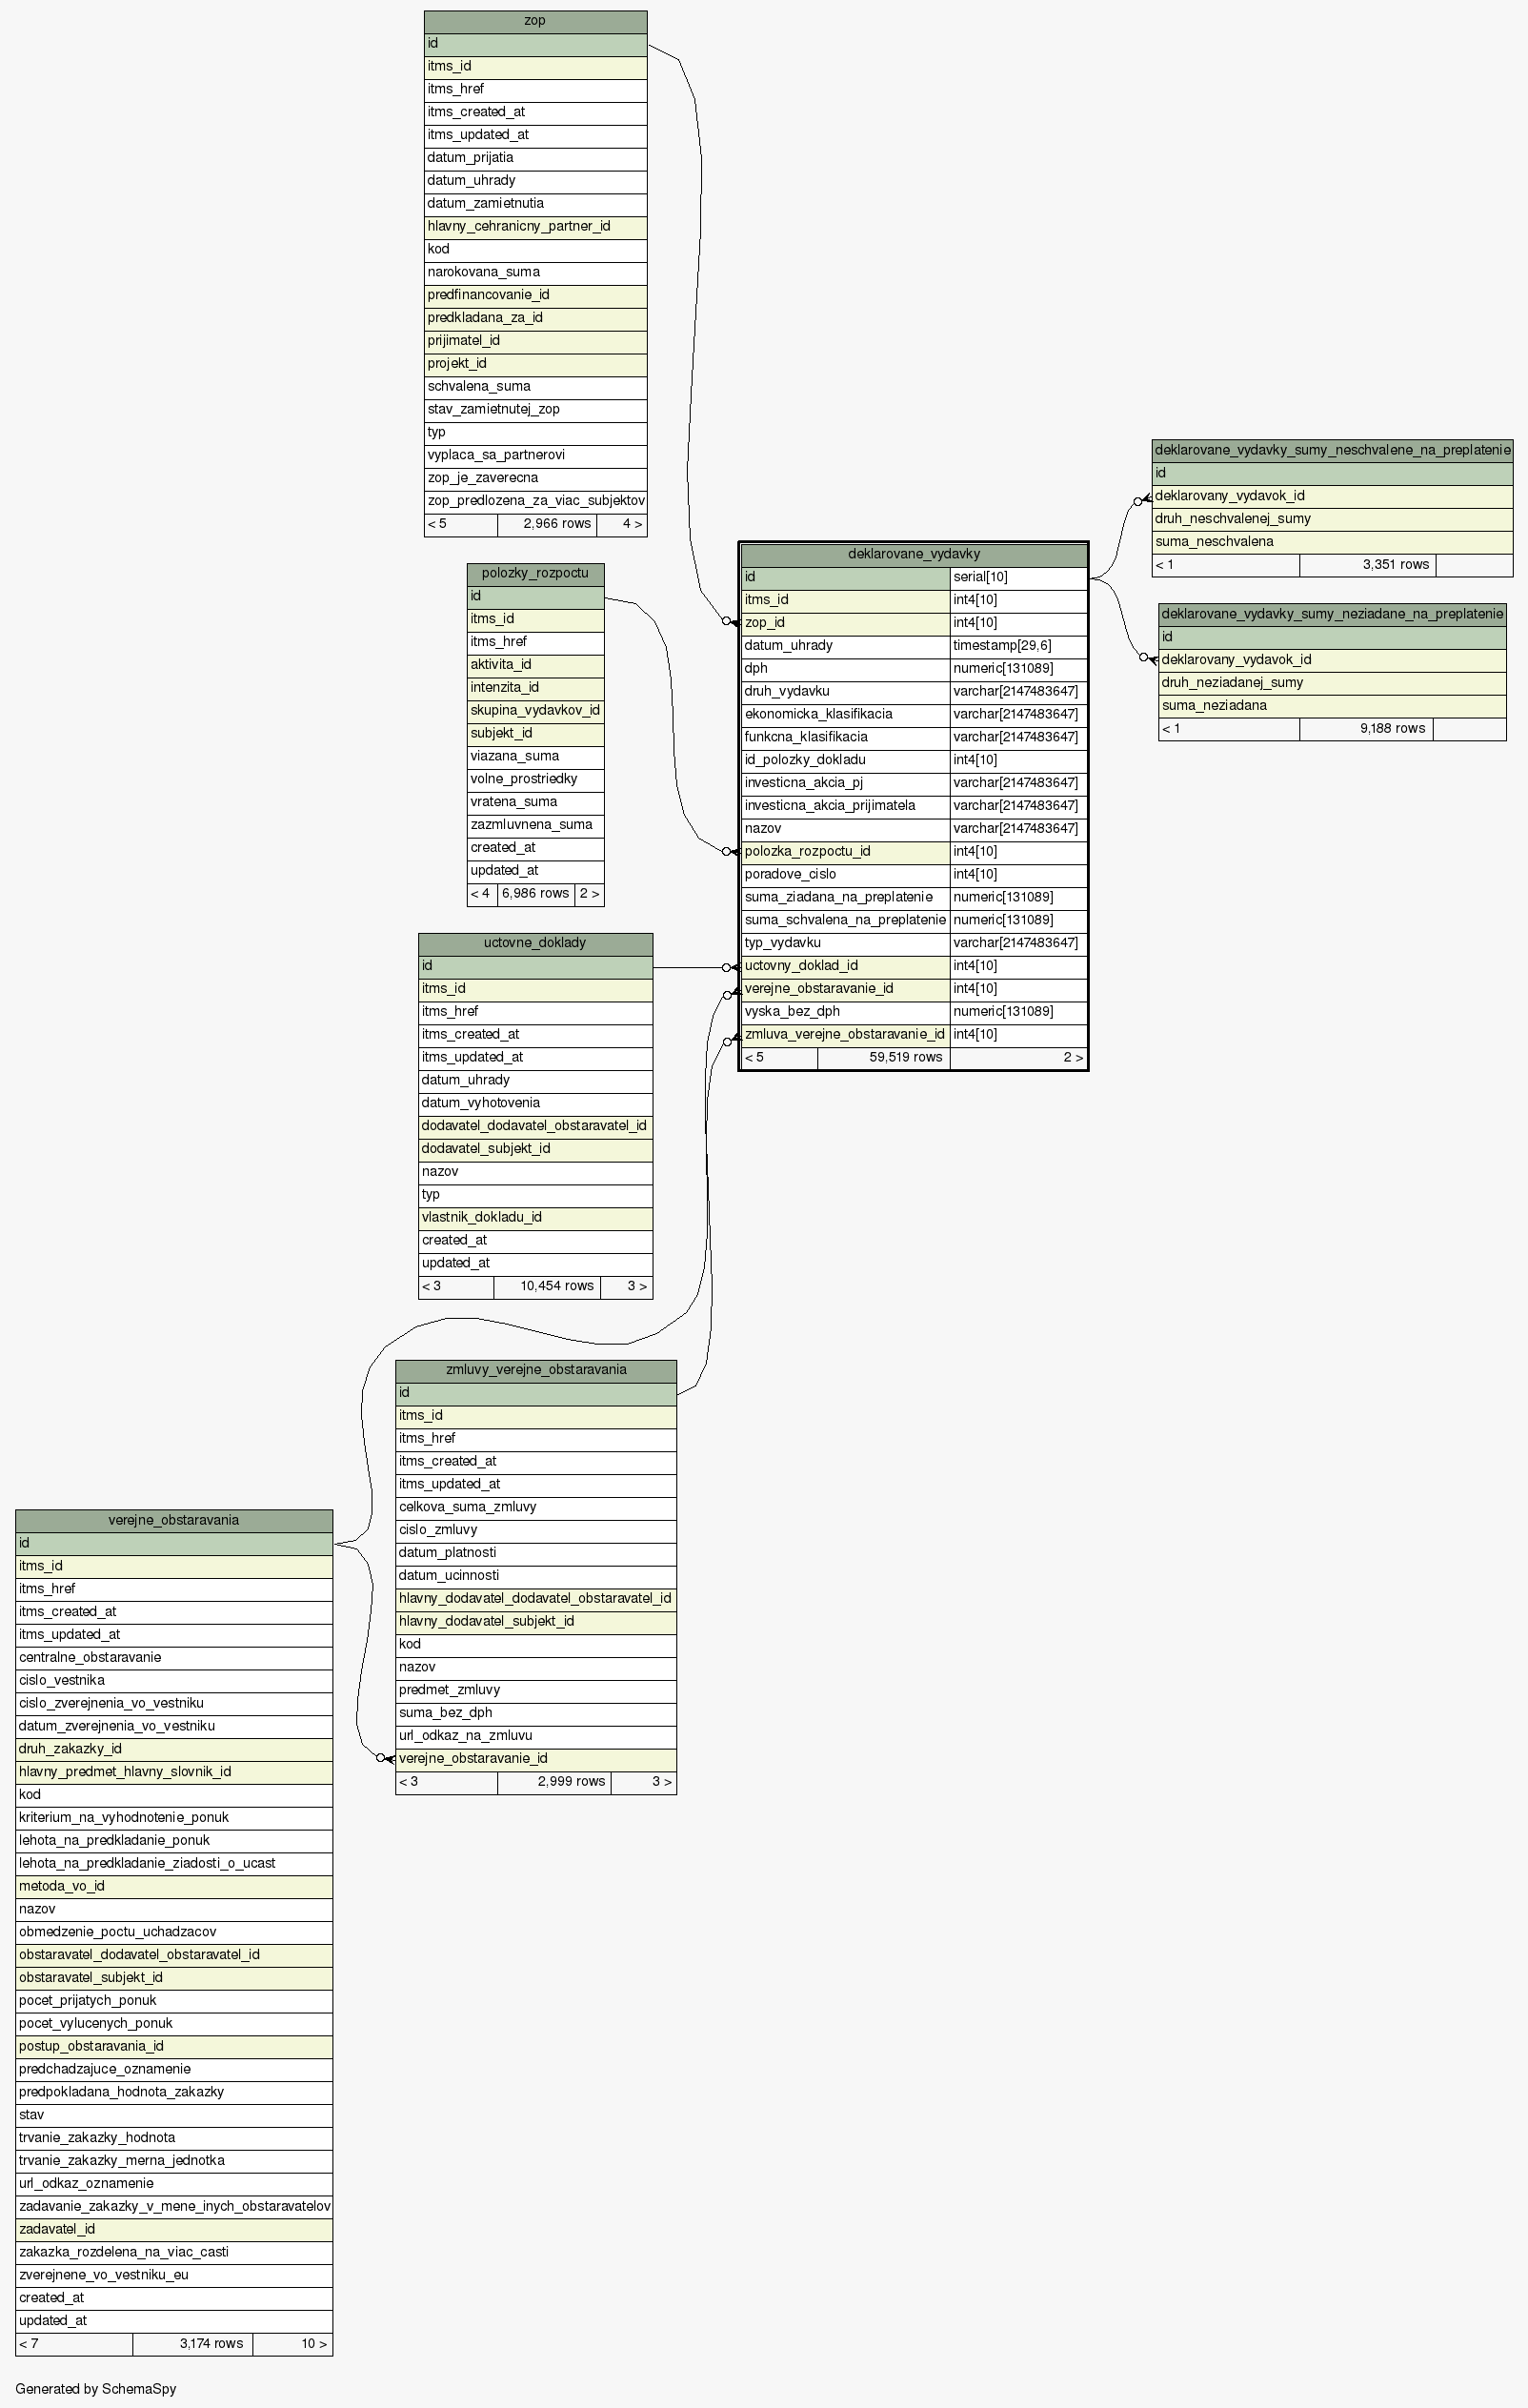 zop
id
itms_id
itms_href
itms_created_at
itms_updated_at
datum_prijatia
datum_uhrady
datum_zamietnutia
hlavny_cehranicny_partner_id
kod
narokovana_suma
predfinancovanie_id
predkladana_za_id
prijimatel_id
projekt_id
schvalena_suma
stav_zamietnutej_zop
typ
vyplaca_sa_partnerovi
zop_je_zaverecna
zop_predlozena_za_viac_subjektov
< 5 2,966 rows 4 >
polozky_rozpoctu
id
itms_id
itms_href
aktivita_id
intenzita_id
skupina_vydavkov_id
subjekt_id
viazana_suma
volne_prostriedky
vratena_suma
zazmluvnena_suma
created_at
updated_at
< 4 6,986 rows 2 >
uctovne_doklady
id
itms_id
itms_href
itms_created_at
itms_updated_at
datum_uhrady
datum_vyhotovenia
dodavatel_dodavatel_obstaravatel_id
dodavatel_subjekt_id
nazov
typ
vlastnik_dokladu_id
created_at
updated_at
< 3 10,454 rows 3 >
deklarovane_vydavky
id serial[10]
itms_id int4[10]
zop_id int4[10]
datum_uhrady timestamp[29,6]
dph numeric[131089]
druh_vydavku varchar[2147483647]
ekonomicka_klasifikacia varchar[2147483647]
funkcna_klasifikacia varchar[2147483647]
id_polozky_dokladu int4[10]
investicna_akcia_pj varchar[2147483647]
investicna_akcia_prijimatela varchar[2147483647]
nazov varchar[2147483647]
polozka_rozpoctu_id int4[10]
poradove_cislo int4[10]
suma_ziadana_na_preplatenie numeric[131089]
suma_schvalena_na_preplatenie numeric[131089]
typ_vydavku varchar[2147483647]
uctovny_doklad_id int4[10]
verejne_obstaravanie_id int4[10]
vyska_bez_dph numeric[131089]
zmluva_verejne_obstaravanie_id int4[10]
< 5 59,519 rows 2 >
deklarovane_vydavky_sumy_neschvalene_na_preplatenie
id
deklarovany_vydavok_id
druh_neschvalenej_sumy
suma_neschvalena
< 1 3,351 rows
deklarovane_vydavky_sumy_neziadane_na_preplatenie
id
deklarovany_vydavok_id
druh_neziadanej_sumy
suma_neziadana
< 1 9,188 rows
zmluvy_verejne_obstaravania
id
itms_id
itms_href
itms_created_at
itms_updated_at
celkova_suma_zmluvy
cislo_zmluvy
datum_platnosti
datum_ucinnosti
hlavny_dodavatel_dodavatel_obstaravatel_id
hlavny_dodavatel_subjekt_id
kod
nazov
predmet_zmluvy
suma_bez_dph
url_odkaz_na_zmluvu
verejne_obstaravanie_id
< 3 2,999 rows 3 >
verejne_obstaravania
id
itms_id
itms_href
itms_created_at
itms_updated_at
centralne_obstaravanie
cislo_vestnika
cislo_zverejnenia_vo_vestniku
datum_zverejnenia_vo_vestniku
druh_zakazky_id
hlavny_predmet_hlavny_slovnik_id
kod
kriterium_na_vyhodnotenie_ponuk
lehota_na_predkladanie_ponuk
lehota_na_predkladanie_ziadosti_o_ucast
metoda_vo_id
nazov
obmedzenie_poctu_uchadzacov
obstaravatel_dodavatel_obstaravatel_id
obstaravatel_subjekt_id
pocet_prijatych_ponuk
pocet_vylucenych_ponuk
postup_obstaravania_id
predchadzajuce_oznamenie
predpokladana_hodnota_zakazky
stav
trvanie_zakazky_hodnota
trvanie_zakazky_merna_jednotka
url_odkaz_oznamenie
zadavanie_zakazky_v_mene_inych_obstaravatelov
zadavatel_id
zakazka_rozdelena_na_viac_casti
zverejnene_vo_vestniku_eu
created_at
updated_at
< 7 3,174 rows 10 >
Generated by SchemaSpy